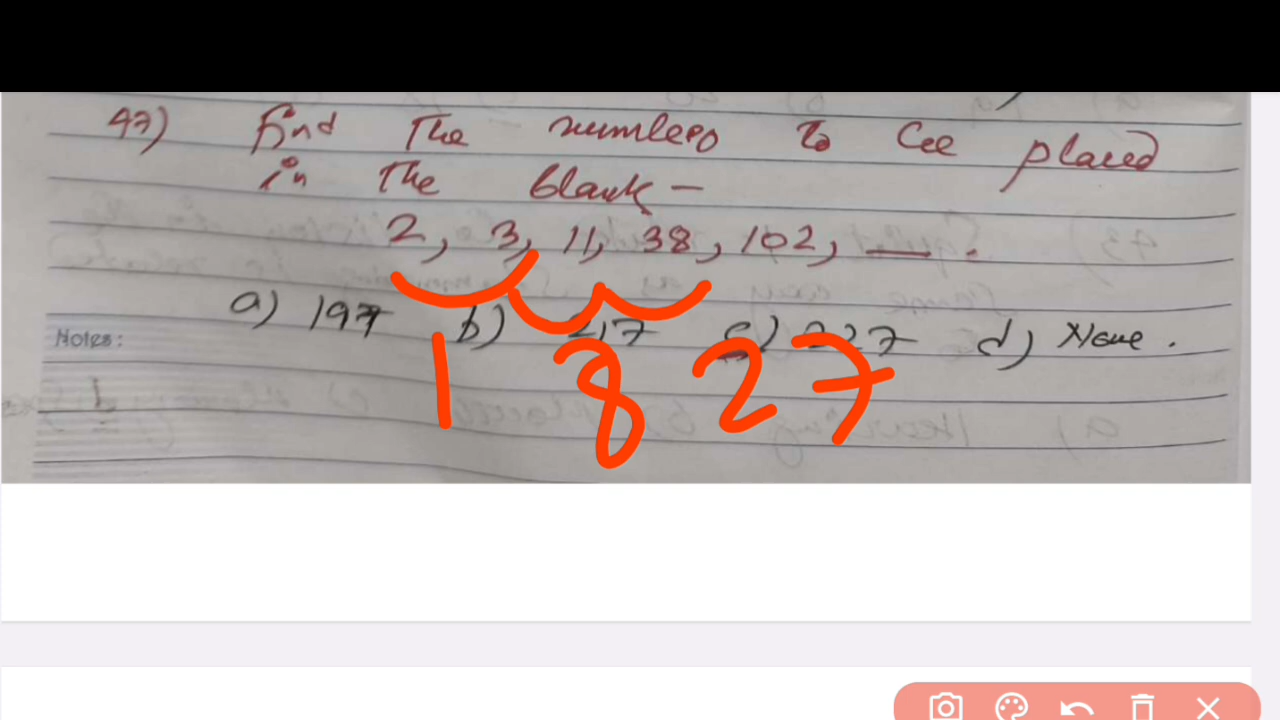 47) Find The numbers to be placed
in The blank –
2, 3, 11, 38, 102, __ .
a) 197 b) 217 c) 227 d) None .
Notes:
1 8 27